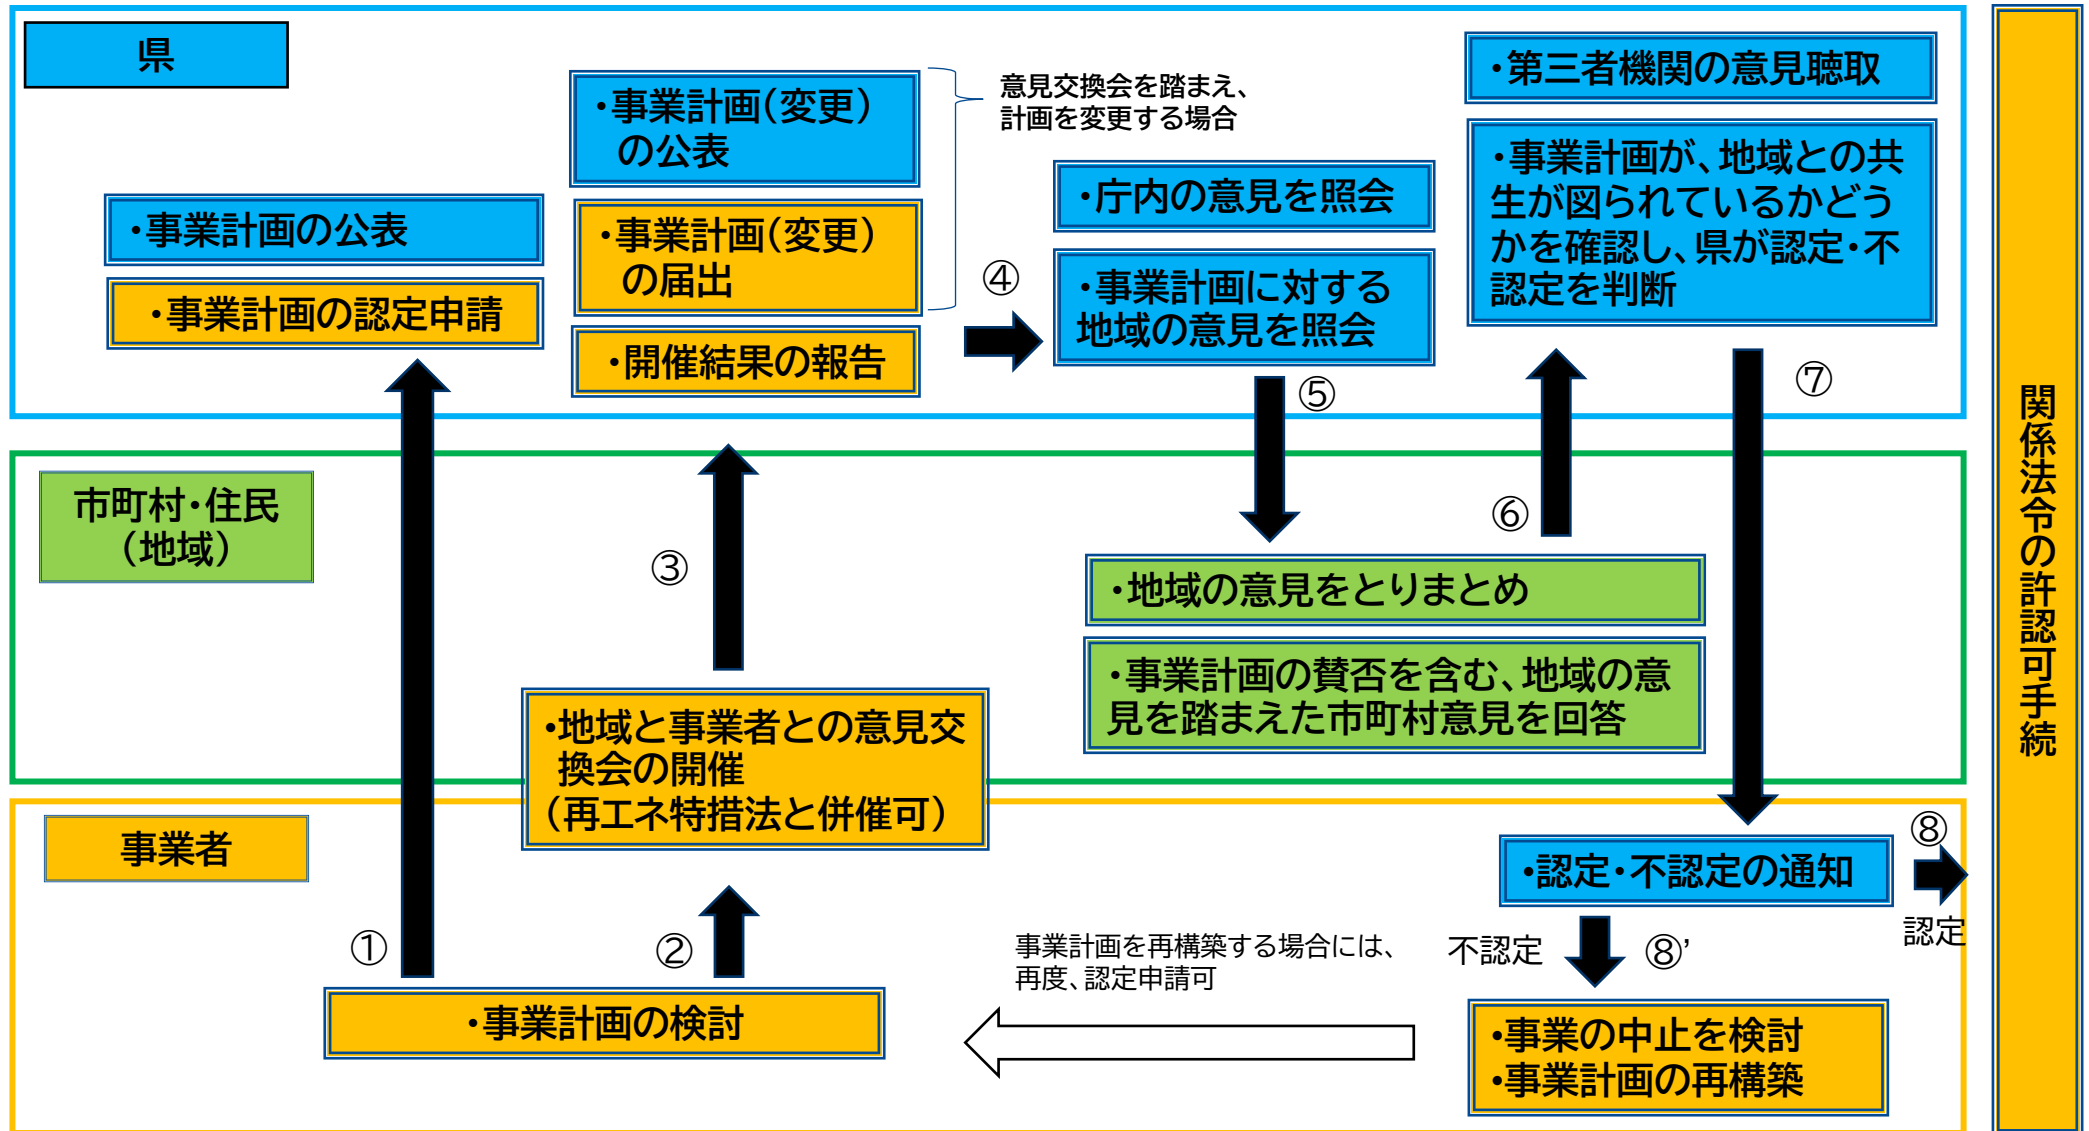 県
・事業計画の公表
・事業計画の認定申請
・事業計画（変更）
の公表
・事業計画（変更）
の届出
・開催結果の報告
意見交換会を踏まえ、
計画を変更する場合
④
・庁内の意見を照会
・事業計画に対する
地域の意見を照会
・第三者機関の意見聴取
・事業計画が、地域との共
生が図られているかどう
かを確認し、県が認定・不
認定を判断
⑤
⑦
市町村・住民
（地域）
③
⑥
・地域の意見をとりまとめ
・事業計画の賛否を含む、地域の意
見を踏まえた市町村意見を回答
・地域と事業者との意見交
換会の開催
（再エネ特措法と併催可）
事業者
①
②
・事業計画の検討
事業計画を再構築する場合には、
再度、認定申請可
・認定・不認定の通知
⑧
認定
不認定
⑧’
・事業の中止を検討
・事業計画の再構築
関係法令の許認可手続